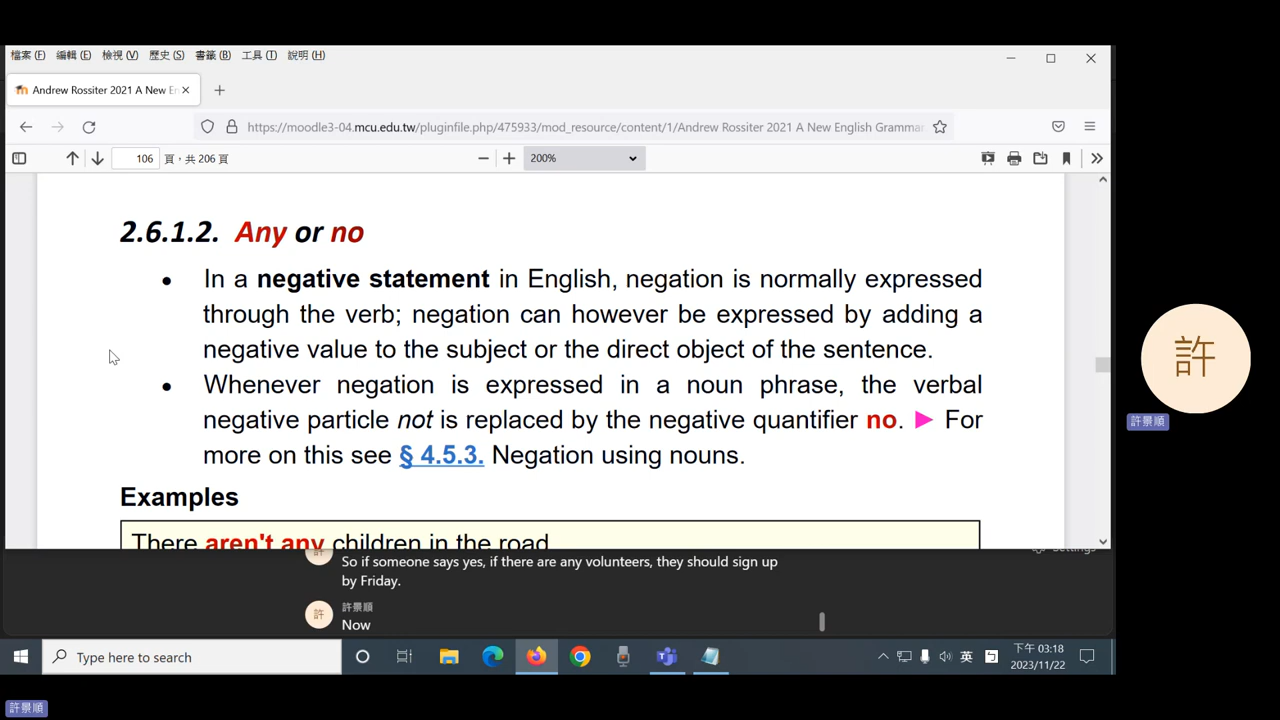 檔案(F) 編輯(E) 檢視(V) 歷史(S) 書籤(B) 工具(T) 說明(H)
Andrew Rossiter 2021 A New En
https://moodle3-04.mcu.edu.tw/pluginfile.php/475933/mod_resource/content/1/Andrew Rossiter 2021 A New English Grammar
106 頁，共 206 頁
200%
2.6.1.2. Any or no
• In a negative statement in English, negation is normally expressed
through the verb; negation can however be expressed by adding a
negative value to the subject or the direct object of the sentence.
• Whenever negation is expressed in a noun phrase, the verbal
negative particle not is replaced by the negative quantifier no. ► For
more on this see § 4.5.3. Negation using nouns.
Examples
There aren't any children in the road
Settings
許
So if someone says yes, if there are any volunteers, they should sign up
by Friday.
許
許景順
Now
許
許景順
Type here to search
英
下午 03:18
2023/11/22
許景順